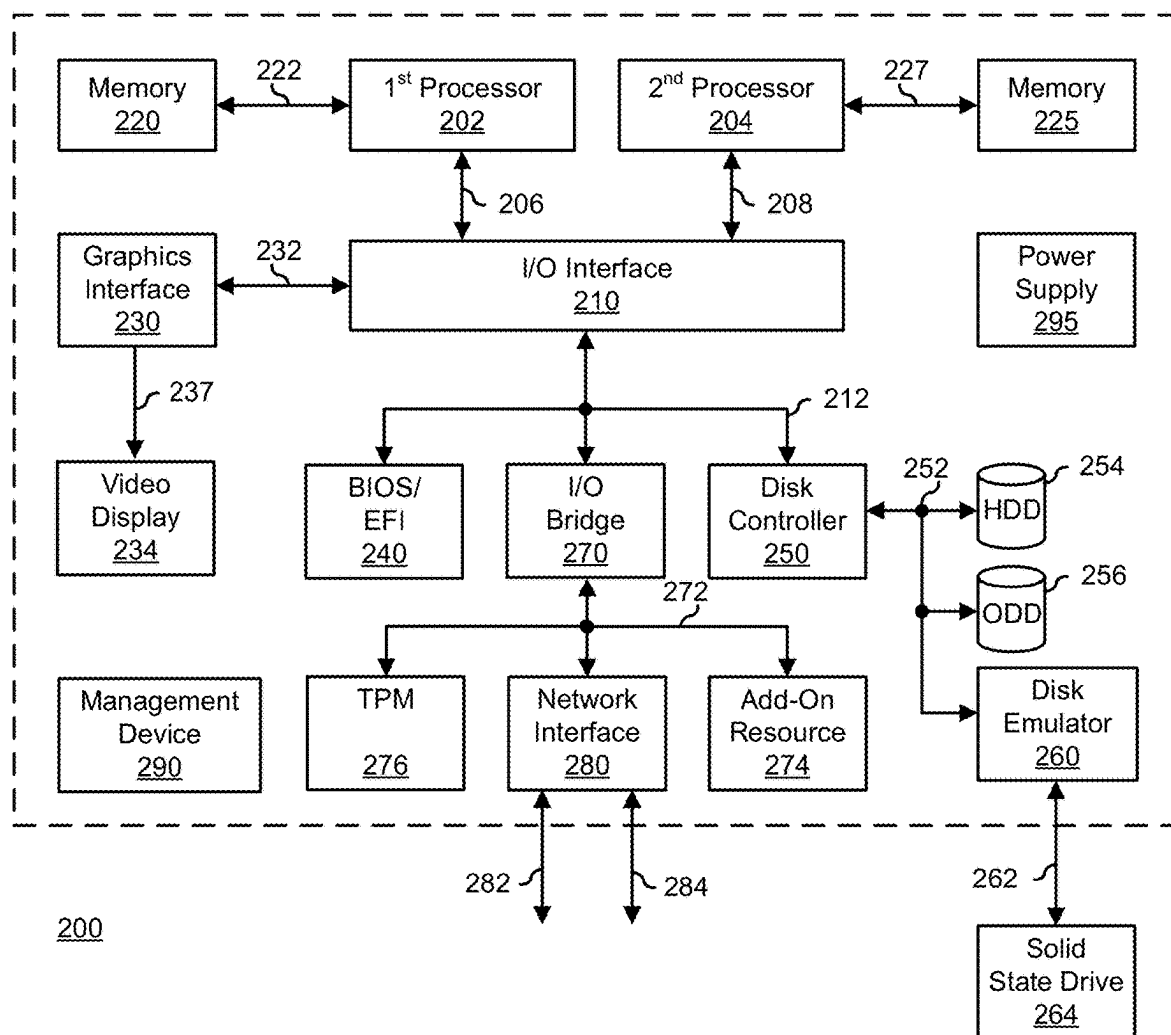 Memory
220
222
1st Processor
202
2nd Processor
204
227
Memory
225
206
208
Graphics
Interface
230
232
I/O Interface
210
Power
Supply
295
237
212
Video
Display
234
BIOS/
EFI
240
I/O
Bridge
270
Disk
Controller
250
252
HDD
254
ODD
256
272
Management
Device
290
TPM
276
Network
Interface
280
Add-On
Resource
274
Disk
Emulator
260
282
284
262
200
Solid
State Drive
264